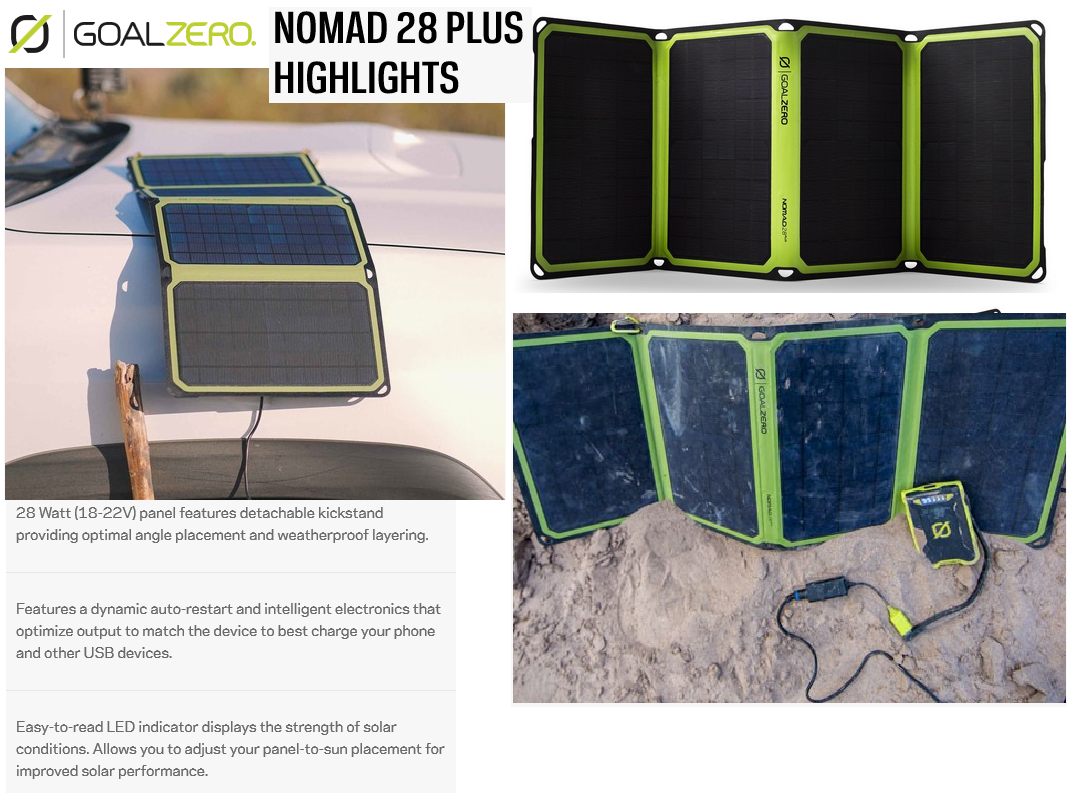 GOALZERO.
NOMAD 28 PLUS
HIGHLIGHTS
GOALZERO
NOMAD 28
GOALZERO
28 Watt (18-22V) panel features detachable kickstand
providing optimal angle placement and weatherproof layering.
Features a dynamic auto-restart and intelligent electronics that
optimize output to match the device to best charge your phone
and other USB devices.
Easy-to-read LED indicator displays the strength of solar
conditions. Allows you to adjust your panel-to-sun placement for
improved solar performance.